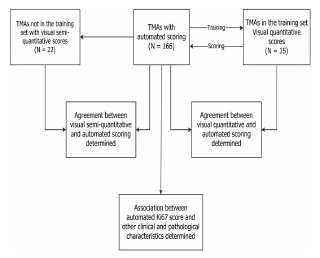 TMAs not in the training
set with visual semi-
quantitative scores
(N = 22)
TMAs with
automated scoring
(N = 166)
Training
Scoring
TMAs in the training set
Visual quantitative
scores
(N = 15)
Agreement between
visual semi-quantitative
and automated scoring
determined
Agreement between
visual quantitative and
automated scoring
determined
Association between
automated Ki67 score and
other clinical and pathological
characteristics determined